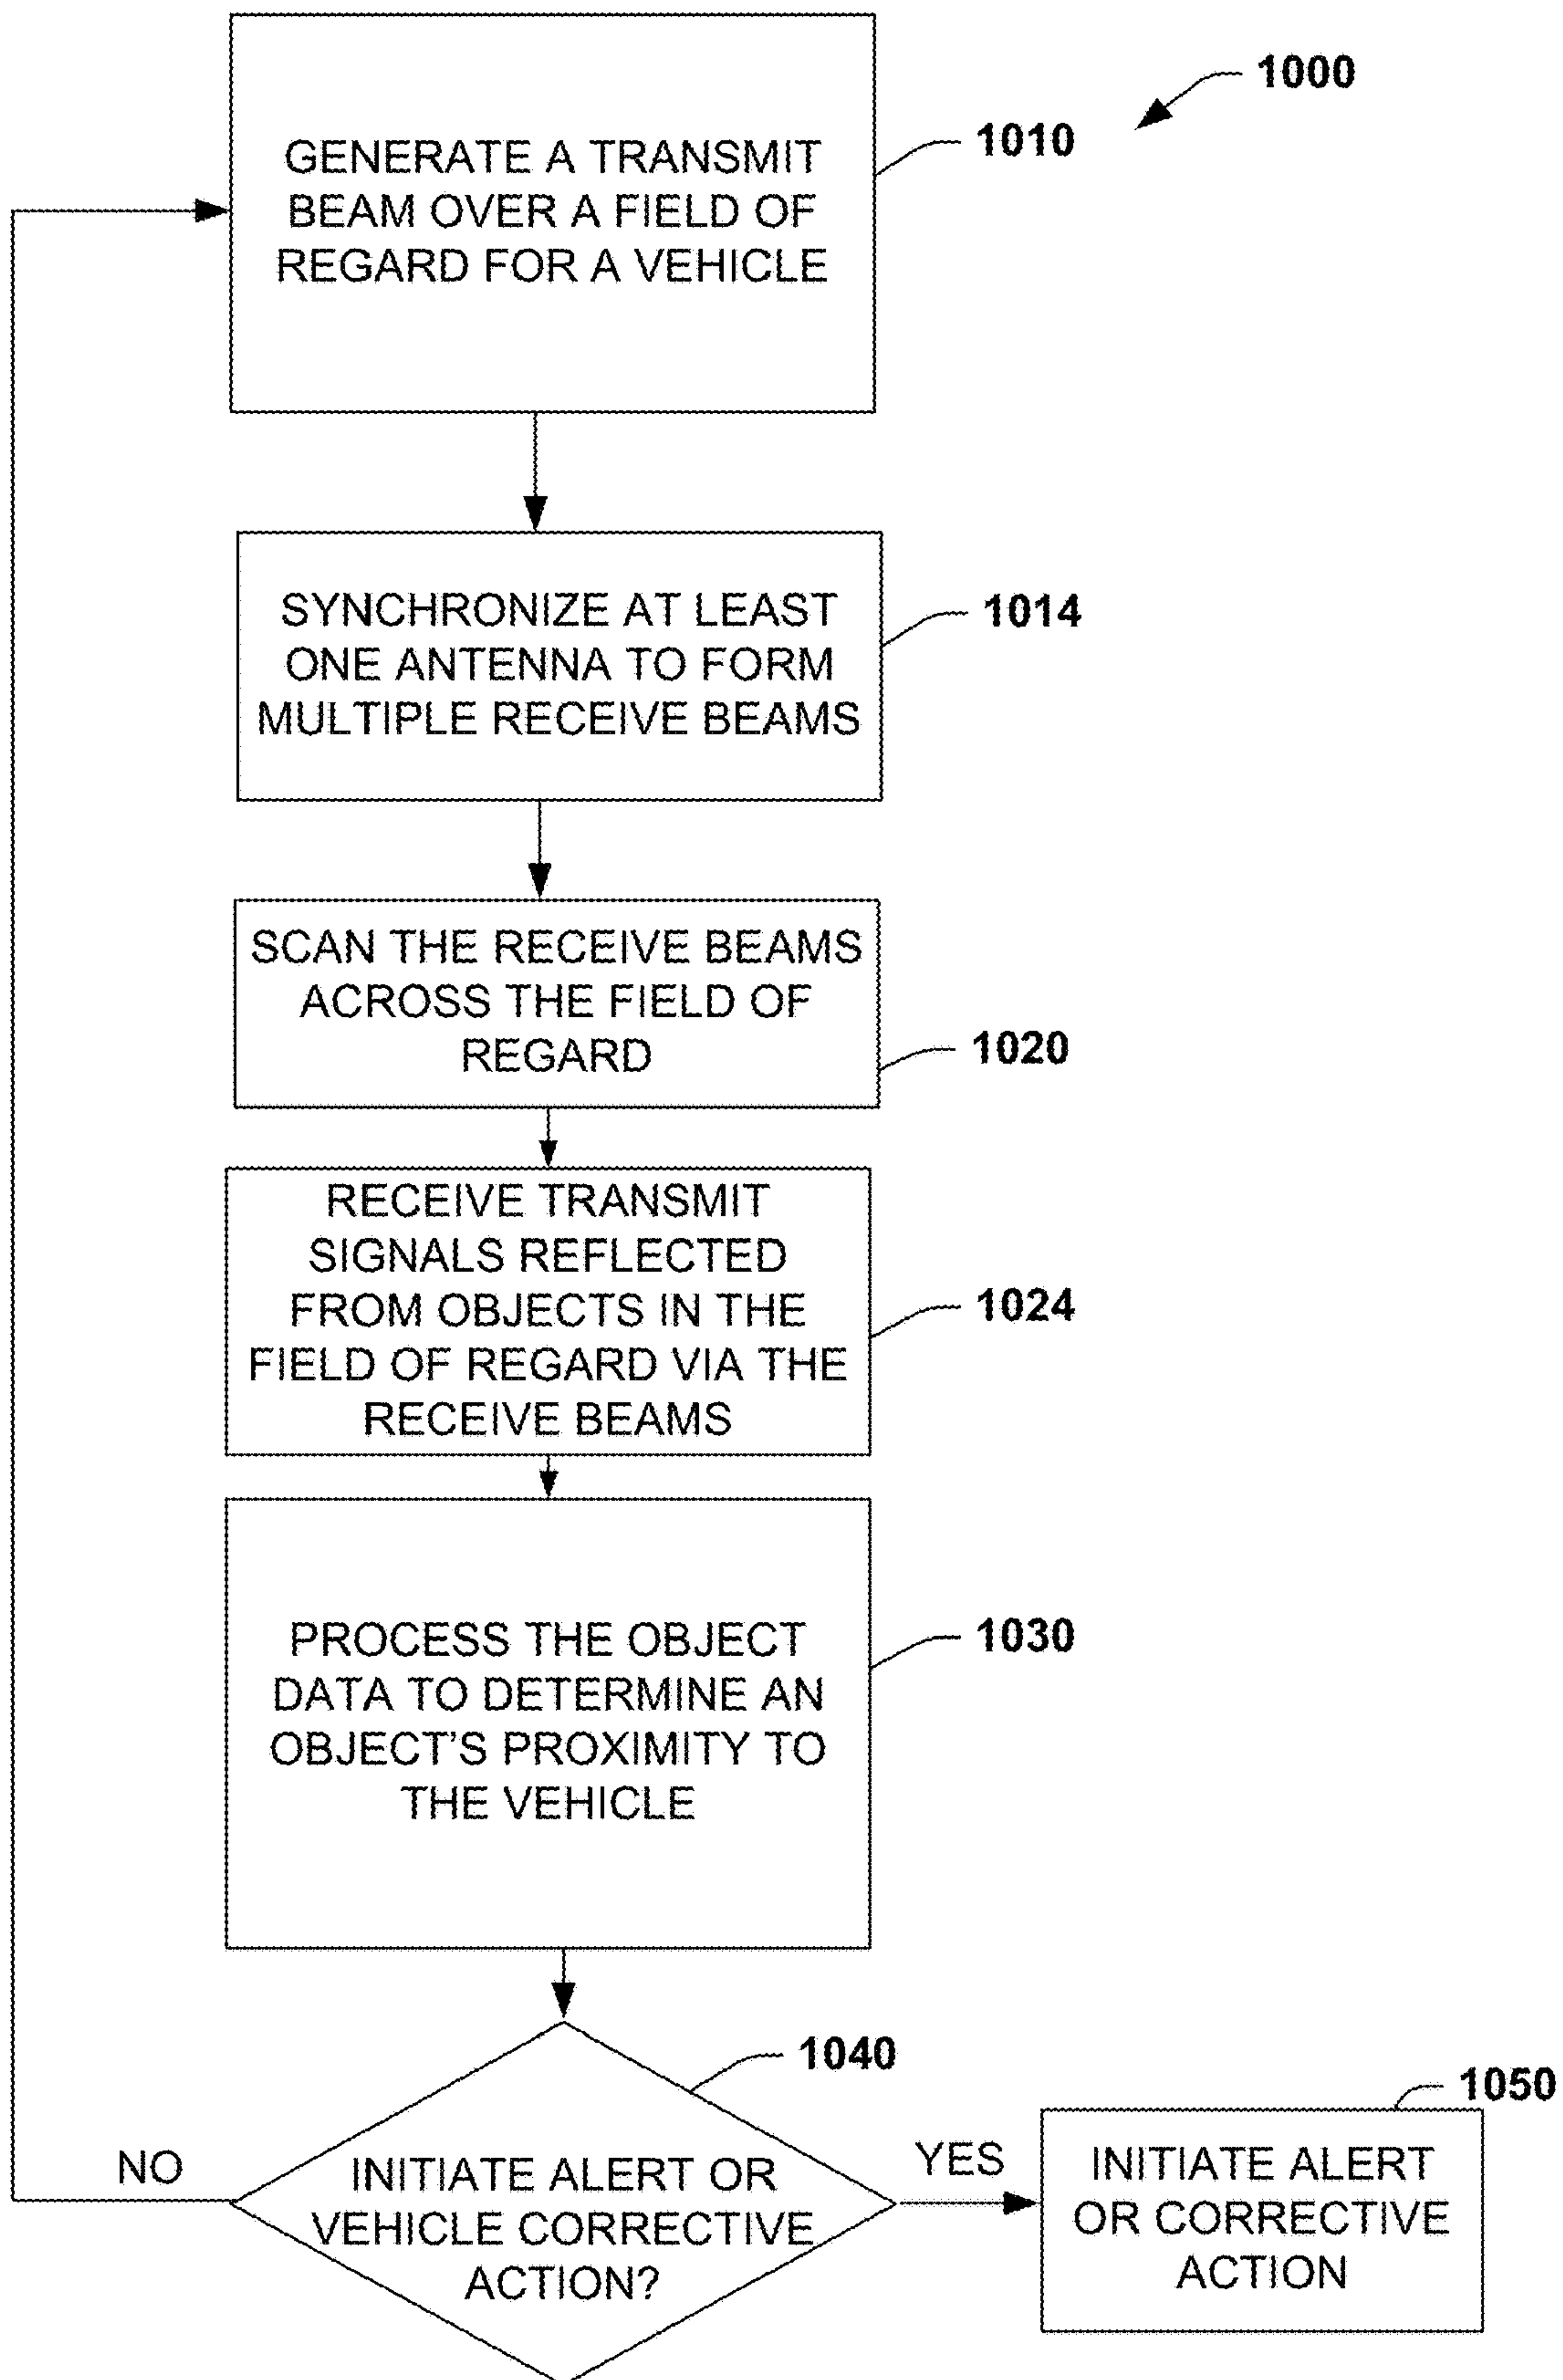 1000
GENERATE A TRANSMIT
BEAM OVER A FIELD OF
REGARD FOR A VEHICLE
1010
SYNCHRONIZE AT LEAST
ONE ANTENNA TO FORM
MULTIPLE RECEIVE BEAMS
1014
SCAN THE RECEIVE BEAMS
ACROSS THE FIELD OF
REGARD
1020
RECEIVE TRANSMIT
SIGNALS REFLECTED
FROM OBJECTS IN THE
FIELD OF REGARD VIA THE
RECEIVE BEAMS
1024
PROCESS THE OBJECT
DATA TO DETERMINE AN
OBJECT'S PROXIMITY TO
THE VEHICLE
1030
1040
NO
INITIATE ALERT OR
VEHICLE CORRECTIVE
ACTION?
YES
1050
INITIATE ALERT
OR CORRECTIVE
ACTION